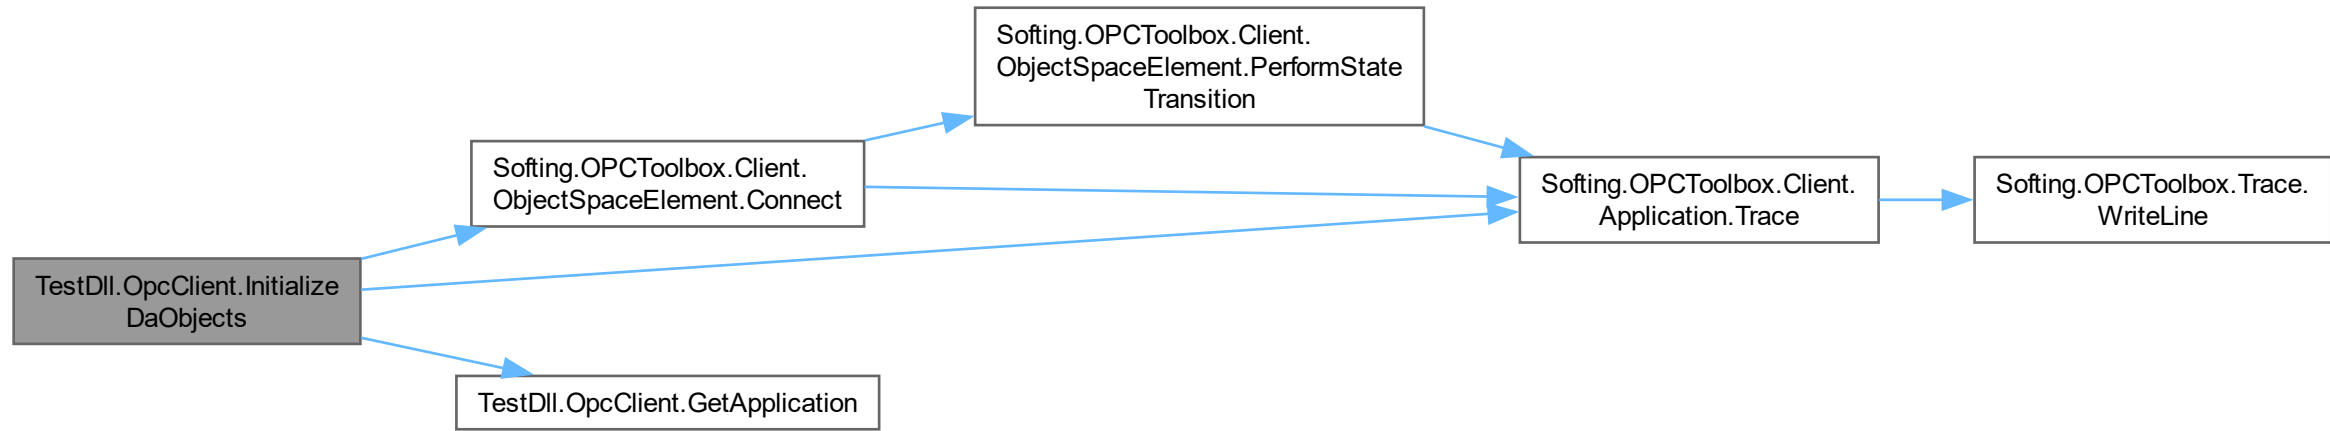 Softing.OPCToolbox.Client.
ObjectSpaceElement.PerformState
Transition
Softing.OPCToolbox.Client.
ObjectSpaceElement.Connect
Softing.OPCToolbox.Client.
Application.Trace
Softing.OPCToolbox.Trace.
WriteLine
TestDll.OpcClient.Initialize
DaObjects
TestDll.OpcClient.GetApplication